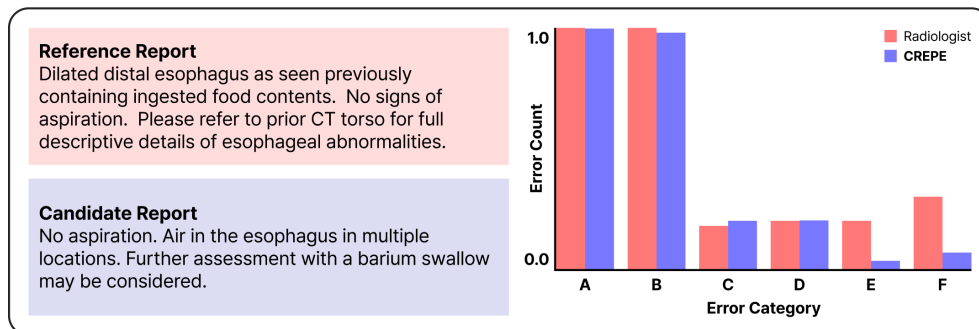 Reference Report
Dilated distal esophagus as seen previously
containing ingested food contents.  No signs of
aspiration.  Please refer to prior CT torso for full
descriptive details of esophageal abnormalities.
Candidate Report
No aspiration. Air in the esophagus in multiple
locations. Further assessment with a barium swallow
may be considered.
1.0
Error Count
0.0
Radiologist
CREPE
A B C D E F
Error Category